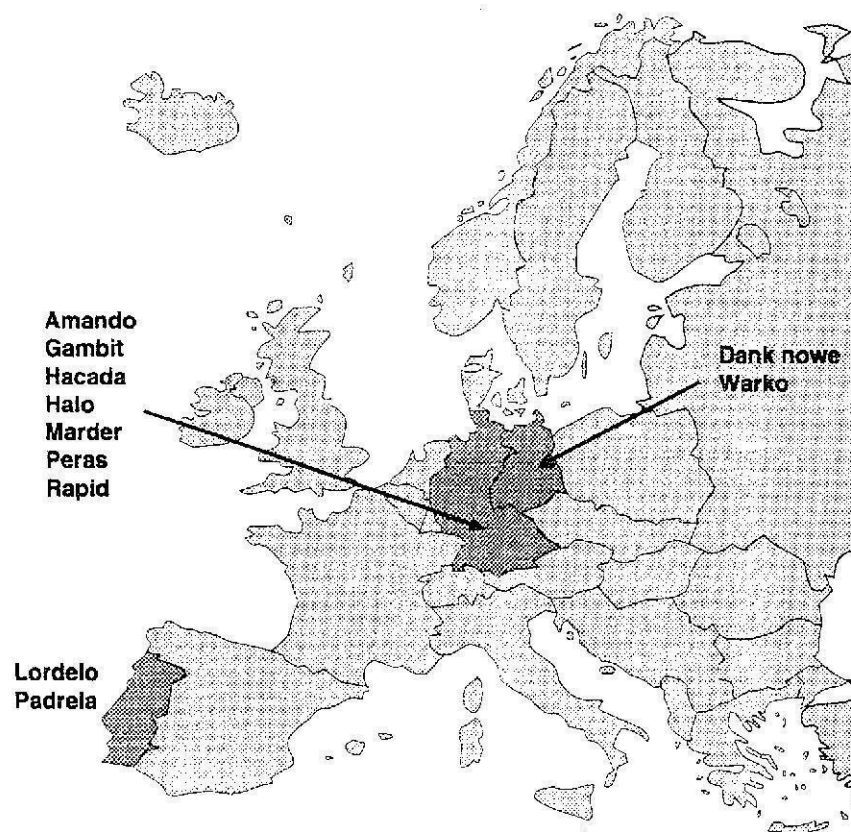 Amando
Gambit
Hacada
Halo
Marder
Peras
Rapid
Dank nowe
Warko
Lordelo
Padrela